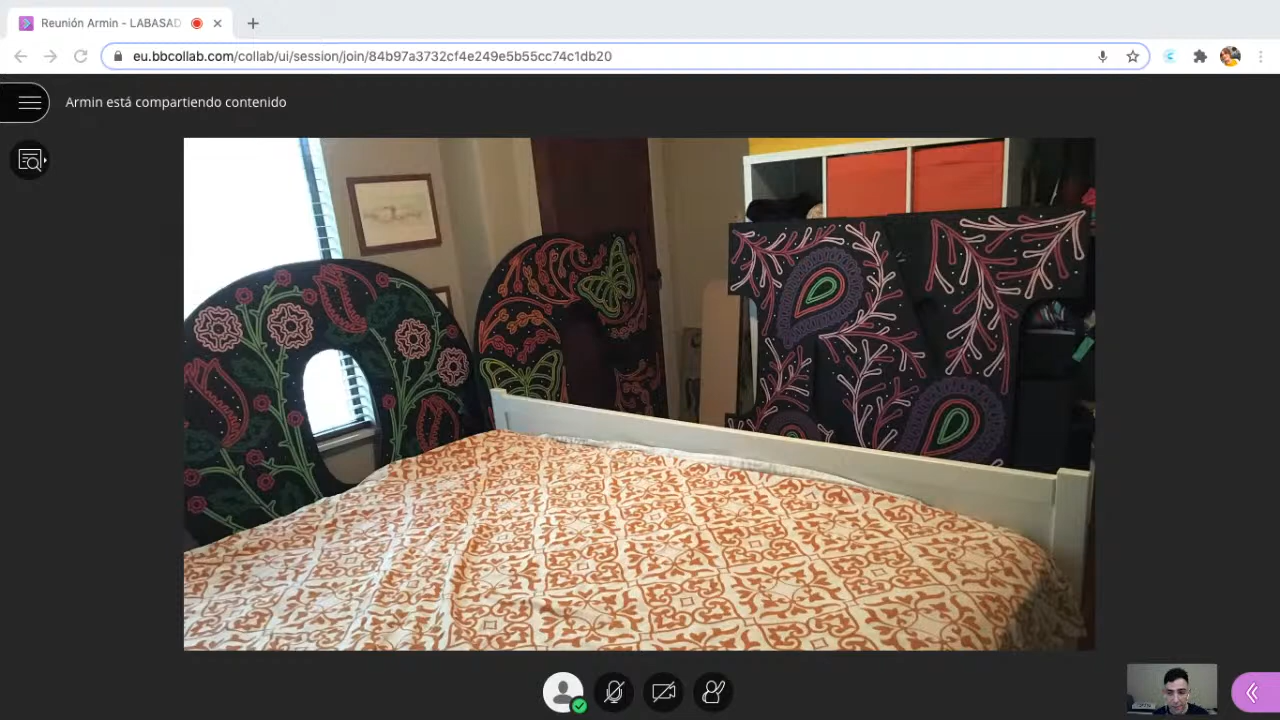 Reunión Armin - LABASAD
eu.bbcollab.com/collab/ui/session/join/84b97a3732cf4e249e5b55cc74c1db20
Armin está compartiendo contenido